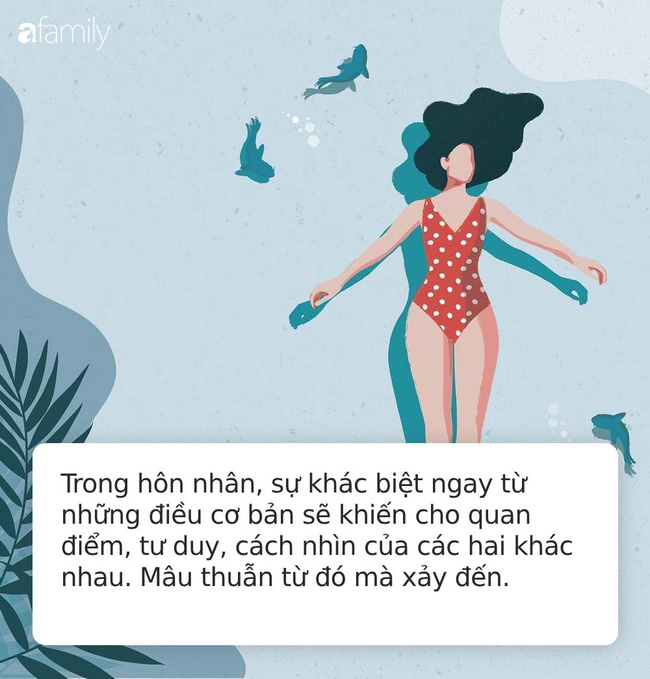 afamily
Trong hôn nhân, sự khác biệt ngay từ
những điều cơ bản sẽ khiến cho quan
điểm, tư duy, cách nhìn của các hai khác
nhau. Mâu thuẫn từ đó mà xảy đến.